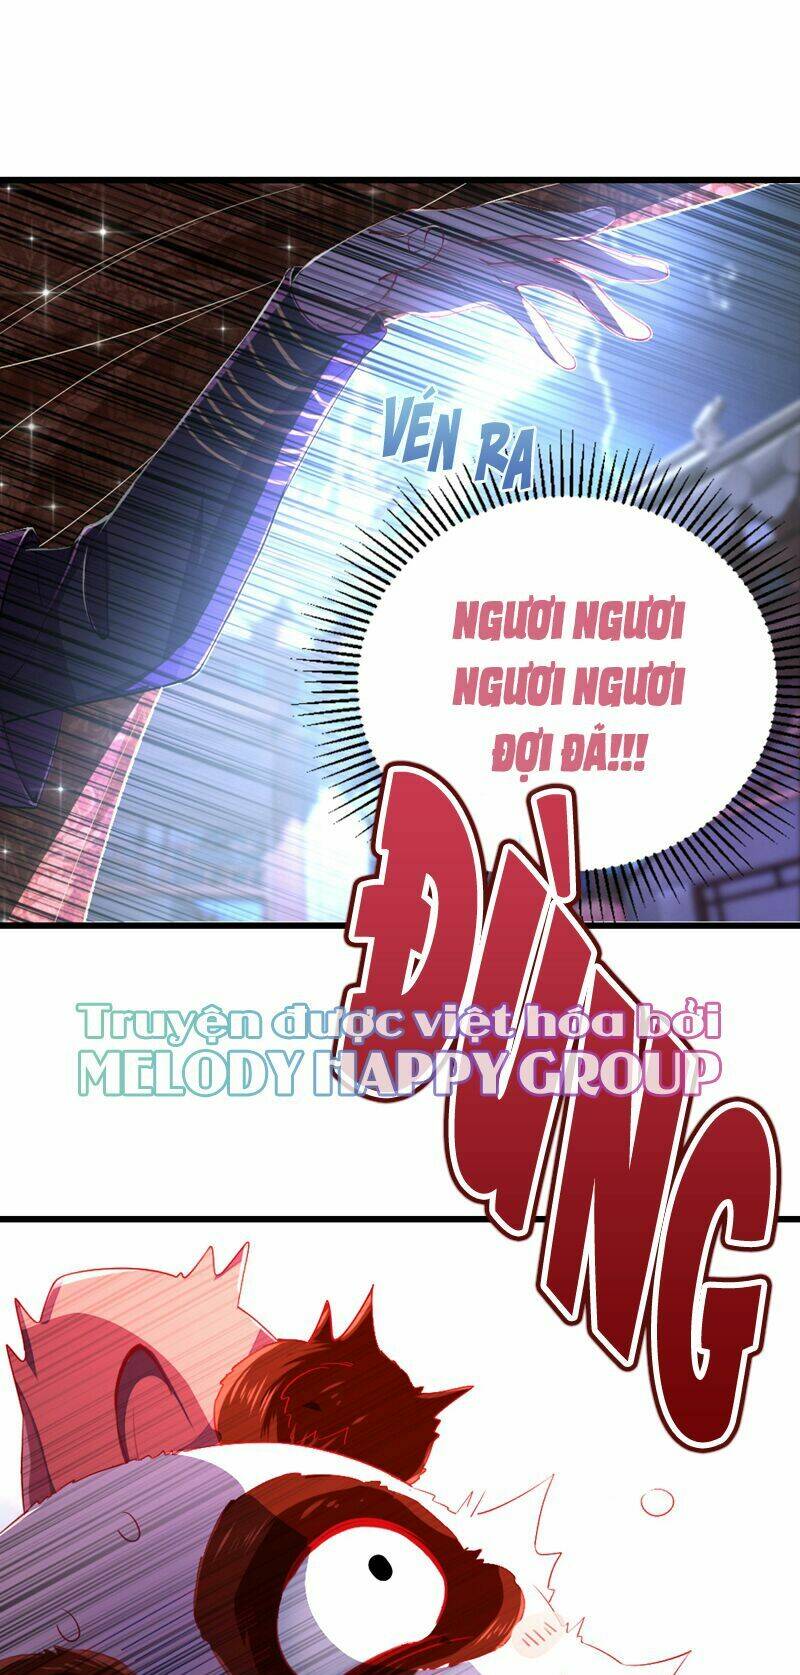 VÉN RA
NGƯƠI NGƯƠI
NGƯƠI NGƯƠI
ĐỢI ĐÃ!!!
ĐÙNG
Truyện được việt hóa bởi
MELODY HAPPY GROUP